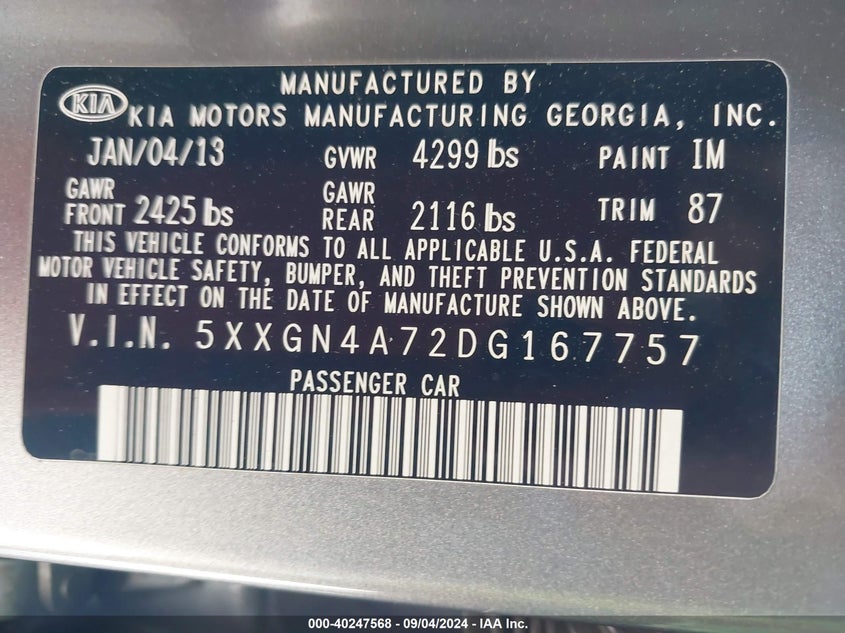 MANUFACTURED BY
KIA KIA MOTORS MANUFACTURING GEORGIA, INC.
JAN/04/13 GVWR 4299 lbs PAINT IM
GAWR FRONT 2425 lbs GAWR REAR 2116 lbs TRIM 87
THIS VEHICLE CONFORMS TO ALL APPLICABLE U.S.A. FEDERAL
MOTOR VEHICLE SAFETY, BUMPER, AND THEFT PREVENTION STANDARDS
IN EFFECT ON THE DATE OF MANUFACTURE SHOWN ABOVE.
V.I.N. 5XXGN4A72DG167757
PASSENGER CAR
000-40247568 - 09/04/2024 - IAA Inc.